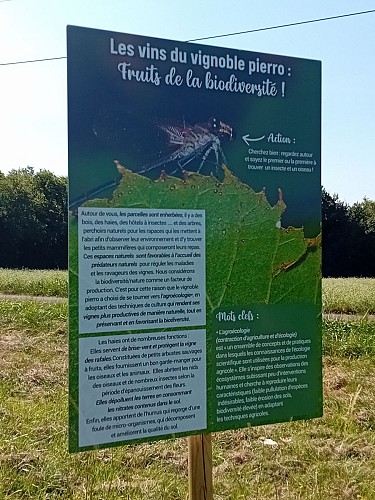 Les vins du vignoble pierro :
Fruits de la biodiversité !
Action :
Cherchez bien : regardez autour
et soyez le premier ou la première à
trouver un insecte et un oiseau !
Autour de vous, les parcelles sont enherbées, il y a des
bois, des haies, des hôtels à insectes ... et des arbres,
perchoirs naturels pour les rapaces qui les mettent à
l'abri afin d'observer leur environnement et d'y trouver
les petits mammifères qui composeront leurs repas.
Ces espaces naturels sont favorables à l'accueil des
prédateurs naturels pour réguler les maladies
et les ravageurs des vignes. Nous considérons
la biodiversité/nature comme un facteur de
production. C'est pour cette raison que le vignoble
pierro a choisi de se tourner vers l'agroécologie*, en
adoptant des techniques de culture qui rendent ses
vignes plus productives de manière naturelle, tout en
préservant et en favorisant la biodiversité.
Les haies ont de nombreuses fonctions :
Elles servent de brise-vent et protègent la vigne
des rafales. Constituées de petits arbustes sauvages
à fruits, elles fournissent un bon garde-manger pour
les oiseaux et les animaux. Elles abritent les nids
des oiseaux et de nombreux insectes selon la
période d'épanouissement des fleurs.
Elles dépolluent les terres en consommant
les nitrates contenus dans le sol.
Enfin, elles apportent de l'humus qui regorge d'une
foule de micro-organismes, qui décomposent
et améliorent la qualité du sol.
Mots clefs :
• L'agroécologie
(contraction d'agriculture et d'écologie)
est « un ensemble de concepts et de pratiques
dans lesquels les connaissances de l'écologie
scientifique sont utilisées pour la production
agricole ». Elle s'inspire des observations des
écosystèmes subissant peu d'interventions
humaines et cherche à reproduire leurs
caractéristiques (faible pullulation d'espèces
indésirables, faible érosion des sols,
biodiversité élevée) en adaptant
les techniques agricoles.